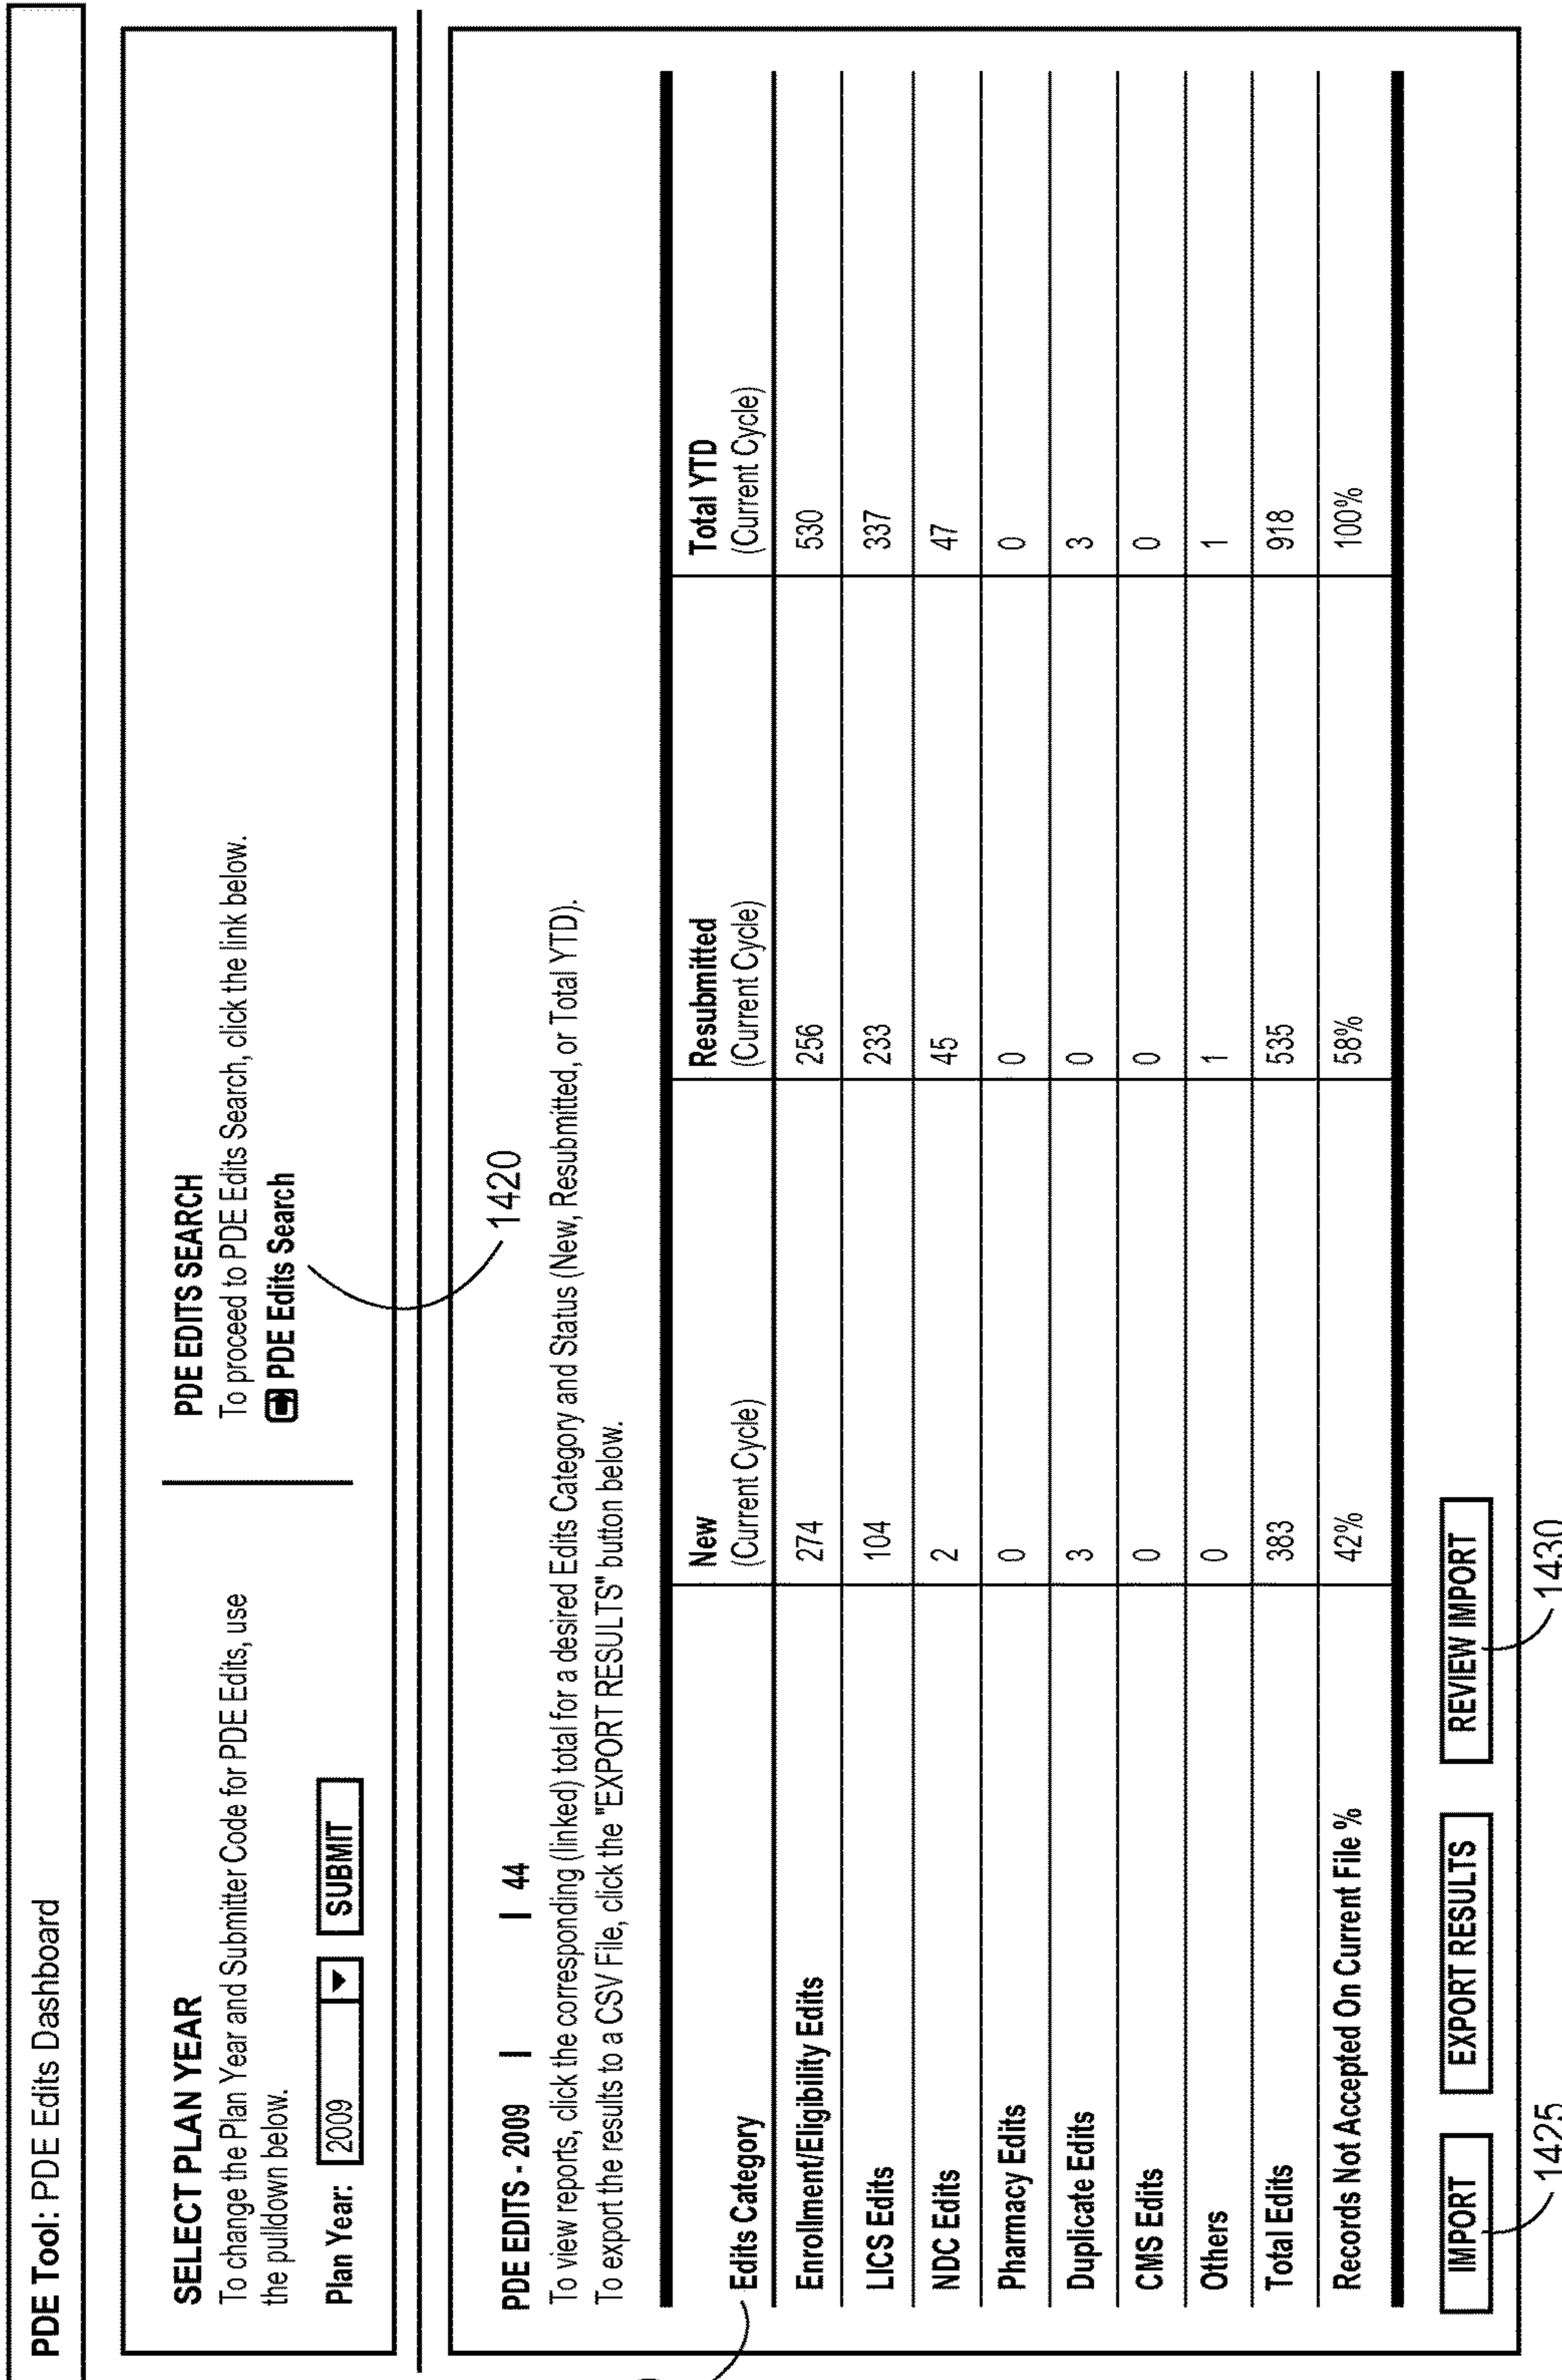 PDE Tool: PDE Edits Dashboard
SELECT PLAN YEAR
To change the Plan Year and Submitter Code for PDE Edits, use
the pulldown below.
Plan Year: 2009 SUBMIT
PDE EDITS SEARCH
To proceed to PDE Edits Search, click the link below.
PDE Edits Search
1420
PDE EDITS - 2009 | | 44
To view reports, click the corresponding (linked) total for a desired Edits Category and Status (New, Resubmitted, or Total YTD).
To export the results to a CSV File, click the "EXPORT RESULTS" button below.
Edits Category New (Current Cycle) Resubmitted (Current Cycle) Total YTD (Current Cycle)
Enrollment/Eligibility Edits 274 256 530
LICS Edits 104 233 337
NDC Edits 2 45 47
Pharmacy Edits 0 0 0
Duplicate Edits 3 0 3
CMS Edits 0 0 0
Others 0 1 1
Total Edits 383 535 918
Records Not Accepted On Current File % 42% 58% 100%
IMPORT EXPORT RESULTS REVIEW IMPORT
1425 1430